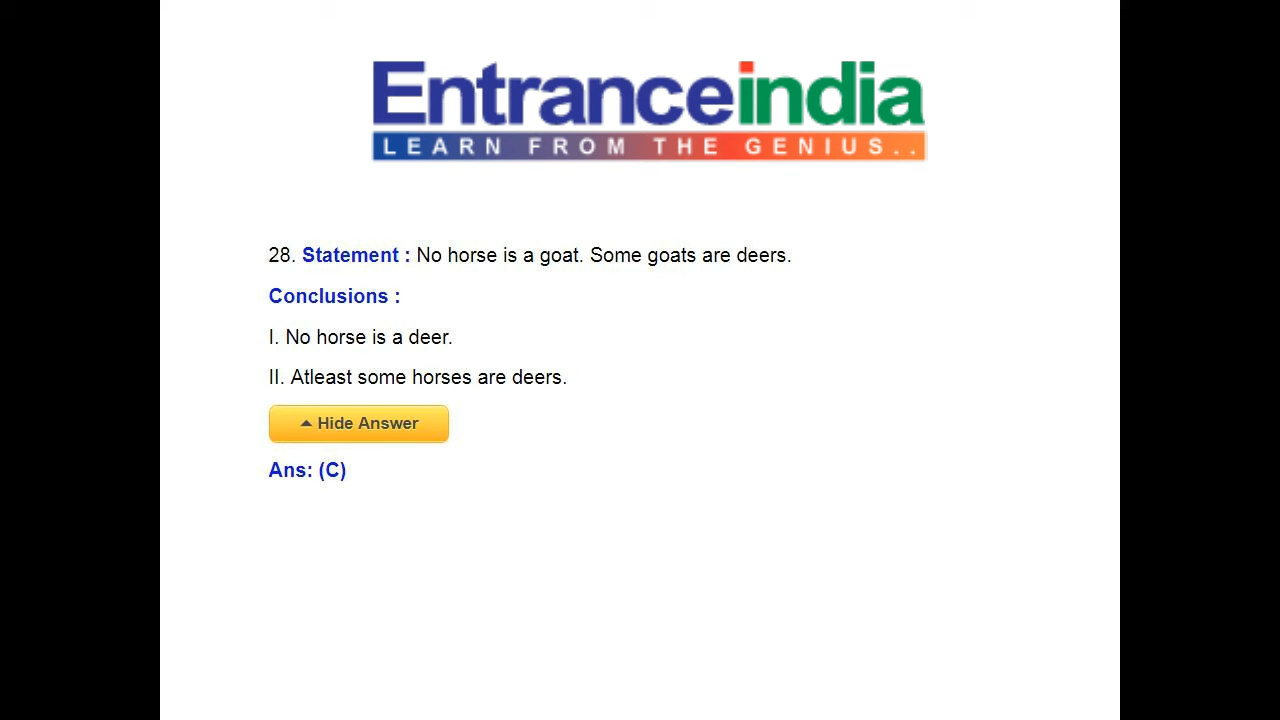 Entranceindia
LEARN FROM THE GENIUS..
28. Statement : No horse is a goat. Some goats are deers.
Conclusions :
I. No horse is a deer.
II. Atleast some horses are deers.
Hide Answer
Ans: (C)